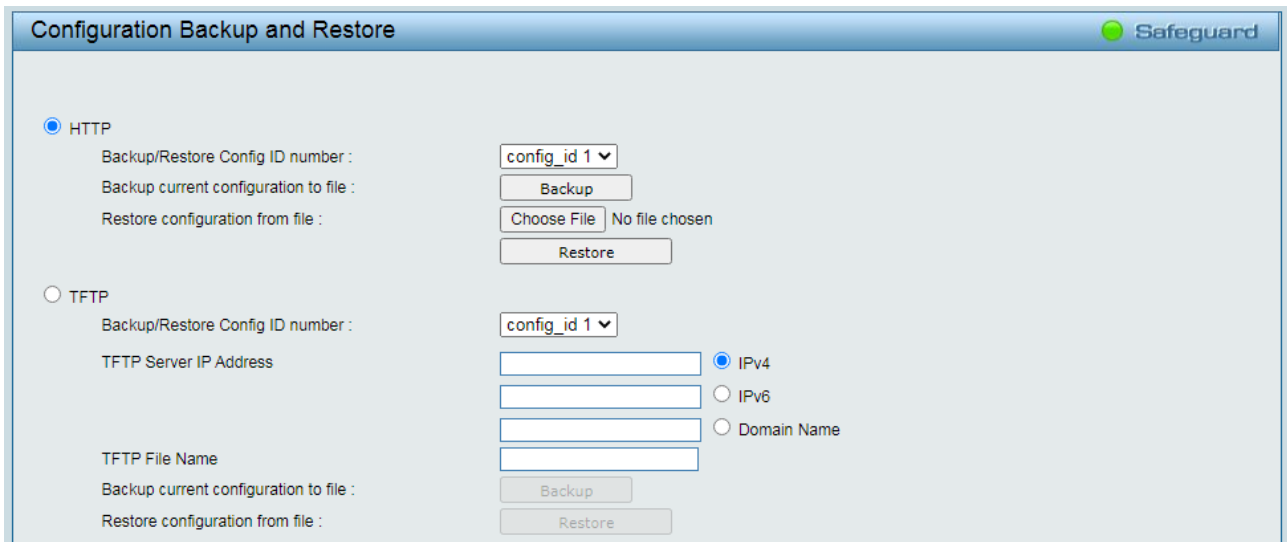 Configuration Backup and Restore
Safeguard
HTTP
Backup/Restore Config ID number :
config_id 1
Backup current configuration to file :
Backup
Restore configuration from file :
Choose File No file chosen
Restore
TFTP
Backup/Restore Config ID number :
config_id 1
TFTP Server IP Address
IPv4
IPv6
Domain Name
TFTP File Name
Backup current configuration to file :
Backup
Restore configuration from file :
Restore